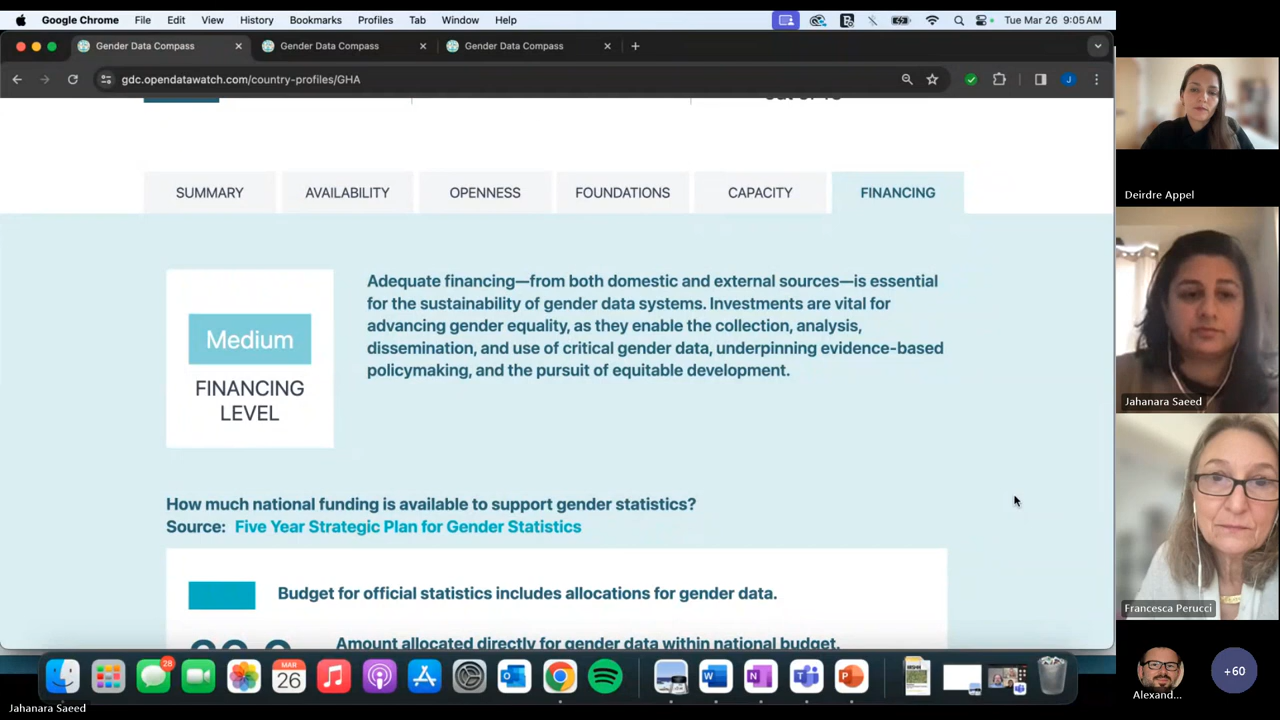 Google Chrome File Edit View History Bookmarks Profiles Tab Window Help Tue Mar 26 9:05 AM
Gender Data Compass Gender Data Compass Gender Data Compass
gdc.opendatawatch.com/country-profiles/GHA J
SUMMARY AVAILABILITY OPENNESS FOUNDATIONS CAPACITY FINANCING
Medium
FINANCING
LEVEL
Adequate financing—from both domestic and external sources—is essential
for the sustainability of gender data systems. Investments are vital for
advancing gender equality, as they enable the collection, analysis,
dissemination, and use of critical gender data, underpinning evidence-based
policymaking, and the pursuit of equitable development.
How much national funding is available to support gender statistics?
Source: Five Year Strategic Plan for Gender Statistics
Budget for official statistics includes allocations for gender data.
Amount allocated directly for gender data within national budget.
28
MAR
26
Jahanara Saeed
Deirdre Appel
Jahanara Saeed
Francesca Perucci
Alexand...
+60